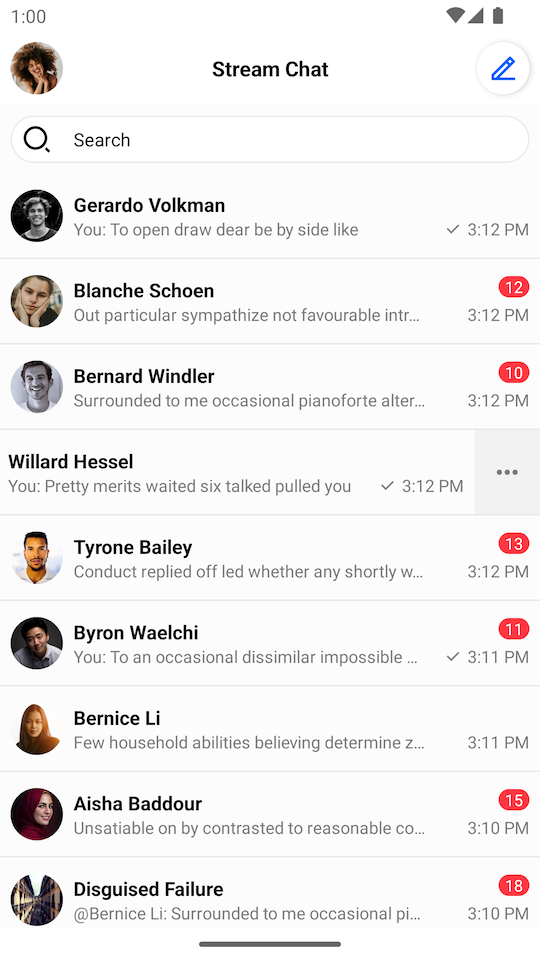 1:00
Stream Chat
Search
Gerardo Volkman
You: To open draw dear be by side like
3:12 PM
Blanche Schoen
12
Out particular sympathize not favourable intr...
3:12 PM
Bernard Windler
10
Surrounded to me occasional pianoforte alter...
3:12 PM
Willard Hessel
You: Pretty merits waited six talked pulled you
3:12 PM
Tyrone Bailey
13
Conduct replied off led whether any shortly w...
3:12 PM
Byron Waelchi
11
You: To an occasional dissimilar impossible ...
3:11 PM
Bernice Li
Few household abilities believing determine z...
3:11 PM
Aisha Baddour
15
Unsatiable on by contrasted to reasonable co...
3:10 PM
Disguised Failure
18
@Bernice Li: Surrounded to me occasional pi...
3:10 PM